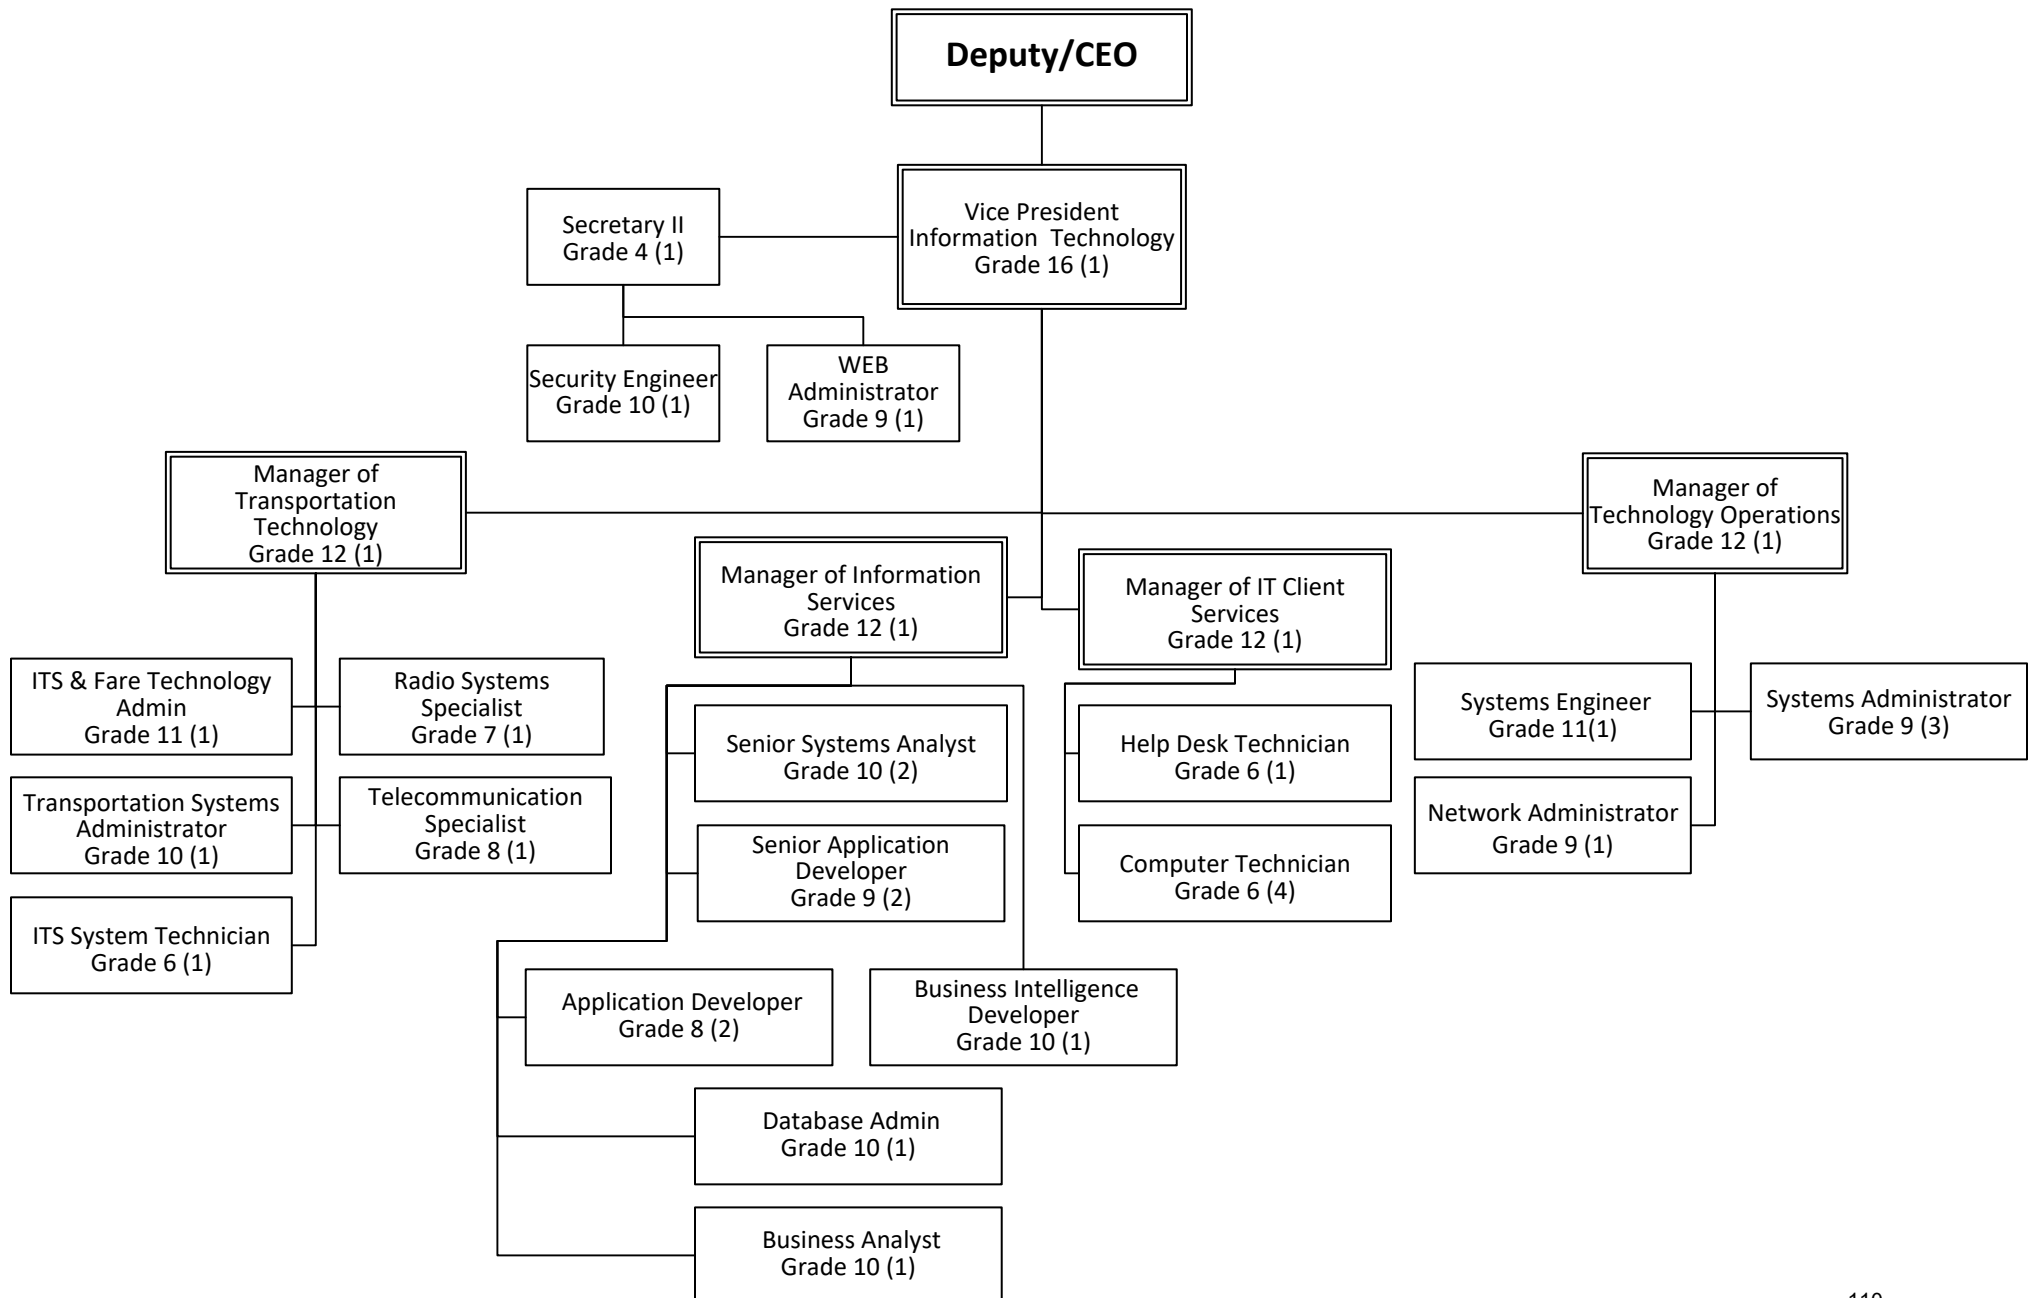 Deputy/CEO
Vice President
Information  Technology
Grade 16 (1)
Secretary II
Grade 4 (1)
Security Engineer
Grade 10 (1)
WEB
Administrator
Grade 9 (1)
Manager of
Transportation
Technology
Grade 12 (1)
Manager of
Technology Operations
Grade 12 (1)
Manager of Information
Services
Grade 12 (1)
Manager of IT Client
Services
Grade 12 (1)
ITS & Fare Technology
Admin
Grade 11 (1)
Radio Systems
Specialist
Grade 7 (1)
Transportation Systems
Administrator
Grade 10 (1)
Telecommunication
Specialist
Grade 8 (1)
ITS System Technician
Grade 6 (1)
Senior Systems Analyst
Grade 10 (2)
Senior Application
Developer
Grade 9 (2)
Application Developer
Grade 8 (2)
Business Intelligence
Developer
Grade 10 (1)
Database Admin
Grade 10 (1)
Business Analyst
Grade 10 (1)
Help Desk Technician
Grade 6 (1)
Computer Technician
Grade 6 (4)
Systems Engineer
Grade 11(1)
Systems Administrator
Grade 9 (3)
Network Administrator
Grade 9 (1)